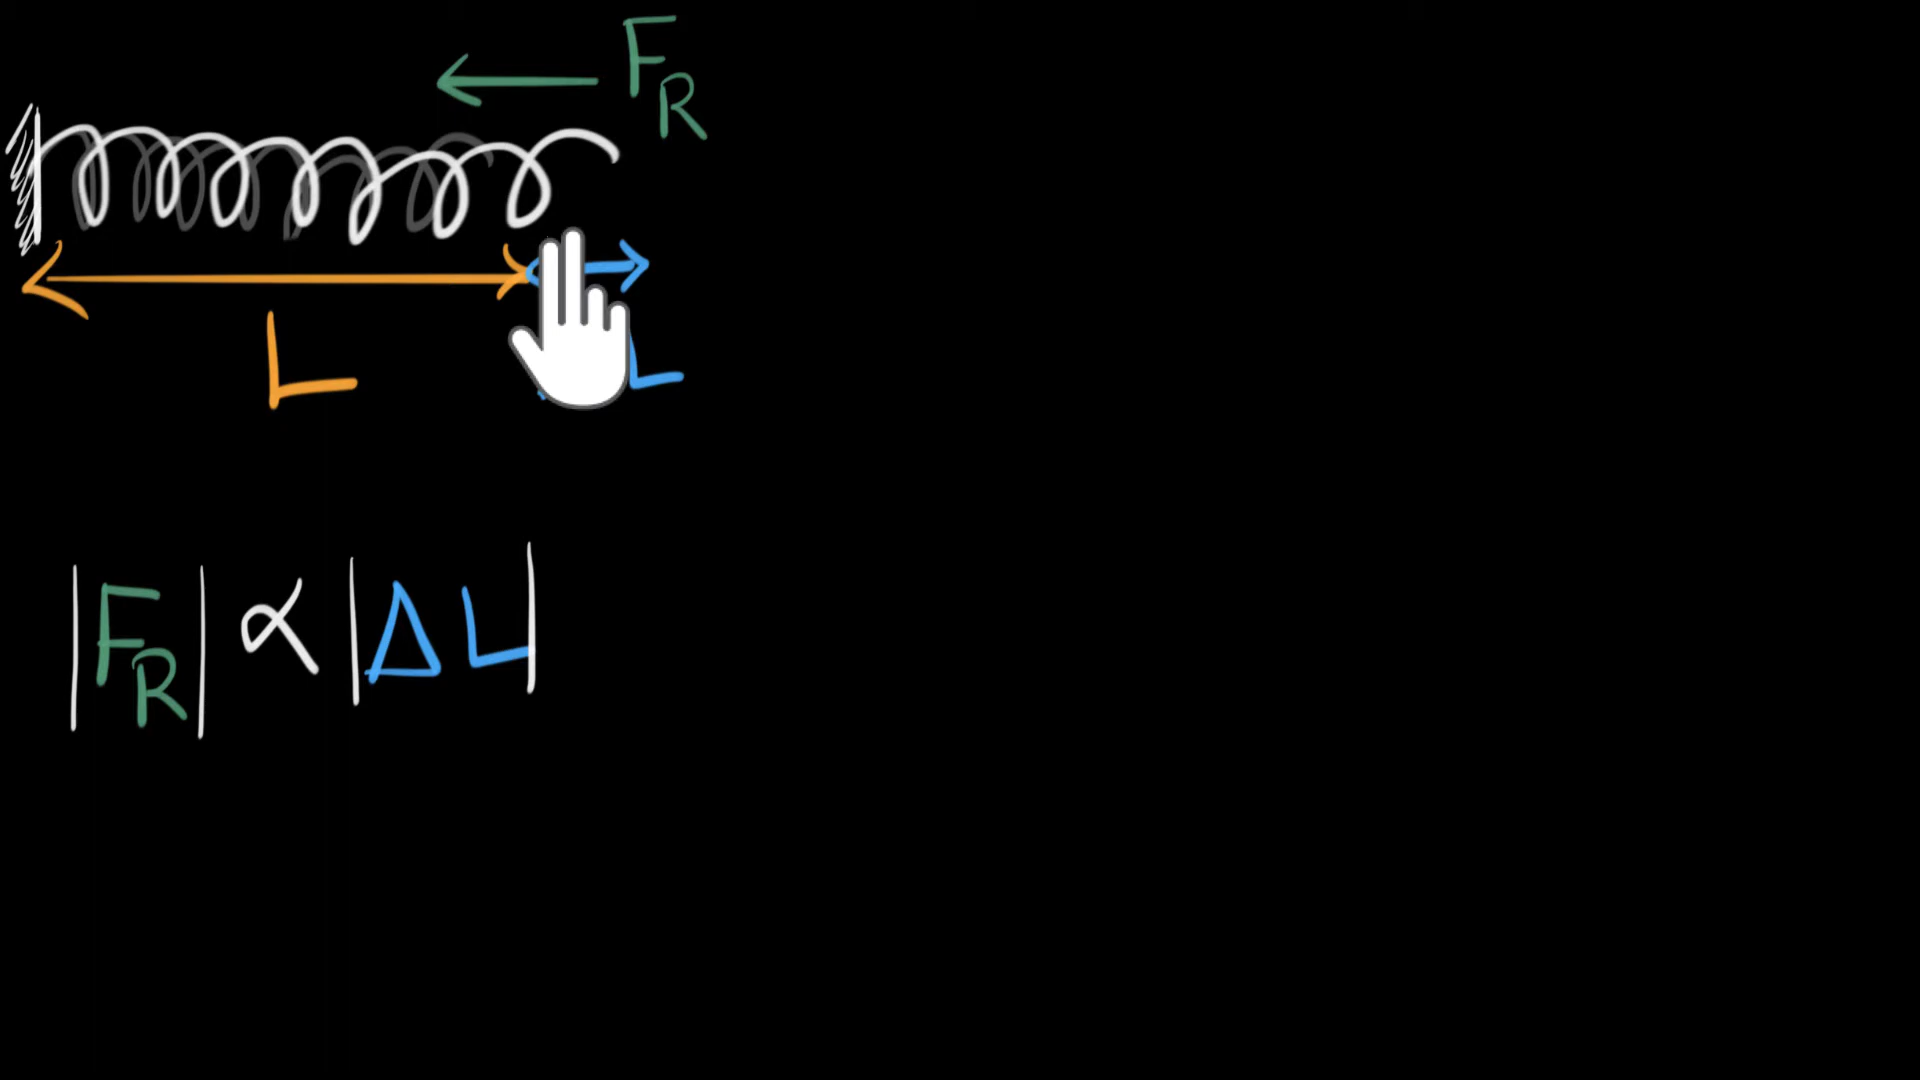 F_R
L
L
|F_R| ∝ |ΔL|